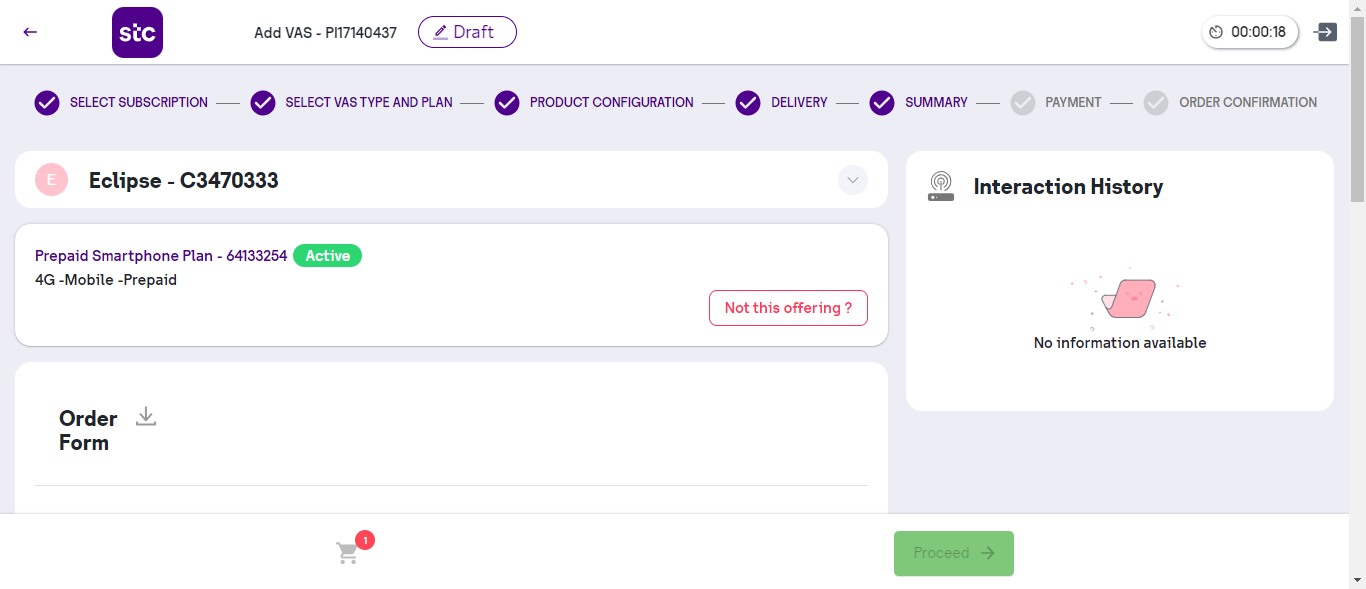 stc
Add VAS - PI17140437
Draft
00:00:18
SELECT SUBSCRIPTION
SELECT VAS TYPE AND PLAN
PRODUCT CONFIGURATION
DELIVERY
SUMMARY
PAYMENT
ORDER CONFIRMATION
E
Eclipse - C3470333
Interaction History
Prepaid Smartphone Plan - 64133254
Active
4G -Mobile -Prepaid
Not this offering ?
No information available
Order
Form
1
Proceed